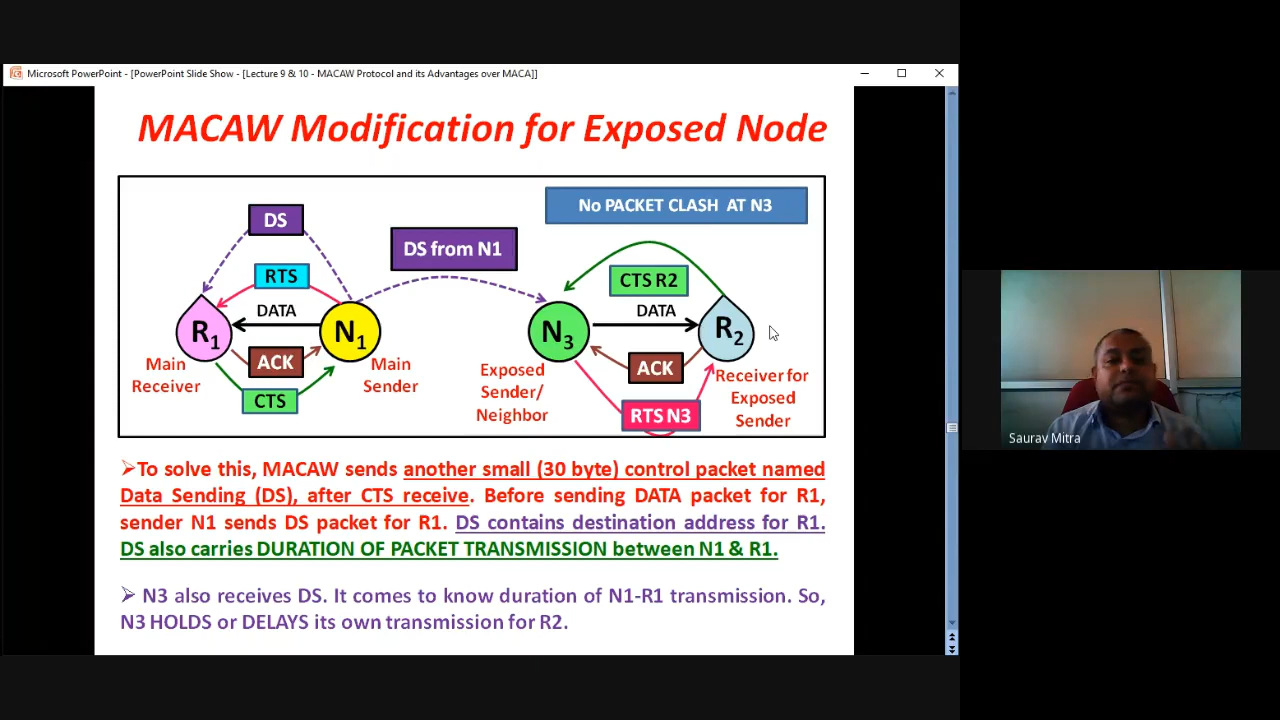 Microsoft PowerPoint - [PowerPoint Slide Show - [Lecture 9 & 10 - MACAW Protocol and its Advantages over MACA]]
MACAW Modification for Exposed Node
No PACKET CLASH AT N3
DS
DS from N1
RTS
CTS R2
DATA
DATA
R1
N1
N3
R2
ACK
ACK
Main
Receiver
Main
Sender
Exposed
Sender/
Neighbor
Receiver for
Exposed
Sender
CTS
RTS N3
➢To solve this, MACAW sends another small (30 byte) control packet named
Data Sending (DS), after CTS receive. Before sending DATA packet for R1,
sender N1 sends DS packet for R1. DS contains destination address for R1.
DS also carries DURATION OF PACKET TRANSMISSION between N1 & R1.
➢ N3 also receives DS. It comes to know duration of N1-R1 transmission. So,
N3 HOLDS or DELAYS its own transmission for R2.
Saurav Mitra